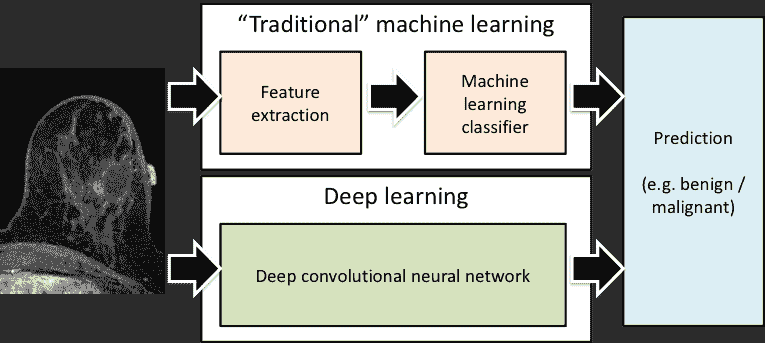 “Traditional” machine learning
Feature
extraction
Machine
learning
classifier
Deep learning
Deep convolutional neural network
Prediction
(e.g. benign /
malignant)